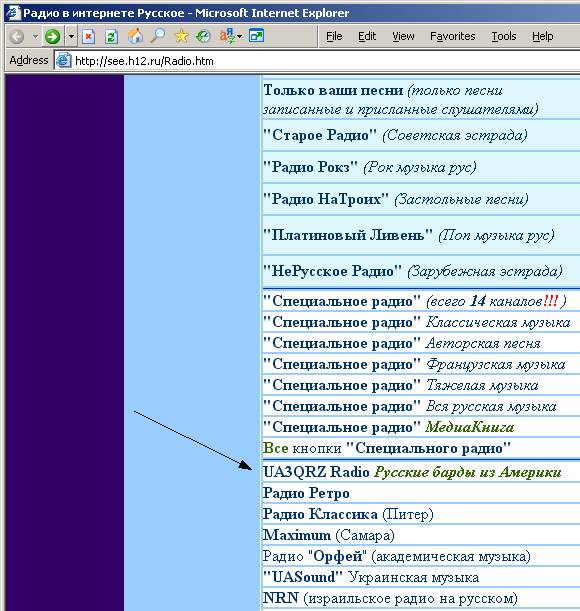 Радио в интернете Русское - Microsoft Internet Explorer
File Edit View Favorites Tools Help
Address http://see.h12.ru/Radio.htm
Только ваши песни (только песни
записанные и присланные слушателями)
"Старое Радио" (Советская эстрада)
"Радио Рокз" (Рок музыка рус)
"Радио НаТроих" (Застольные песни)
"Платиновый Ливень" (Поп музыка рус)
"НеРусское Радио" (Зарубежная эстрада)
"Специальное радио" (всего 14 каналов!!! )
"Специальное радио" Классическая музыка
"Специальное радио" Авторская песня
"Специальное радио" Французская музыка
"Специальное радио" Тяжелая музыка
"Специальное радио" Вся русская музыка
"Специальное радио" МедиаКнига
Все кнопки "Специального радио"
UA3QRZ Radio Русские барды из Америки
Радио Ретро
Радио Классика (Питер)
Maximum (Самара)
Радио "Орфей" (академическая музыка)
"UASound" Украинская музыка
NRN (израильское радио на русском)